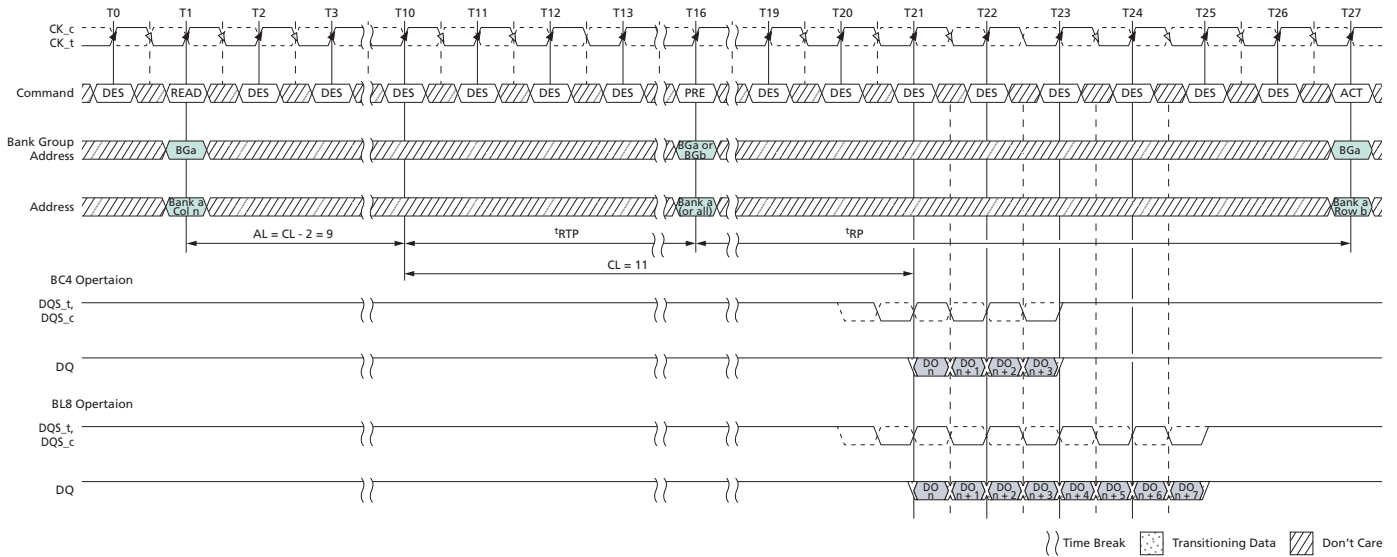 T0 T1 T2 T3 T10 T11 T12 T13 T16 T19 T20 T21 T22 T23 T24 T25 T26 T27
CK_c
CK_t
Command DES READ DES DES DES DES DES DES PRE DES DES DES DES DES DES DES DES ACT
Bank Group
Address
BGa
BGa or
BGb
BGa
Address
Bank a
Col n
Bank a
(or all)
Bank a
Row b
AL = CL - 2 = 9
tRTP
tRP
CL = 11
BC4 Opertaion
DQS_t,
DQS_c
DQ
DO
n
DO
n + 1
DO
n + 2
DO
n + 3
BL8 Opertaion
DQS_t,
DQS_c
DQ
DO
n
DO
n + 1
DO
n + 2
DO
n + 3
DO
n + 4
DO
n + 5
DO
n + 6
DO
n + 7
Time Break Transitioning Data Don't Care